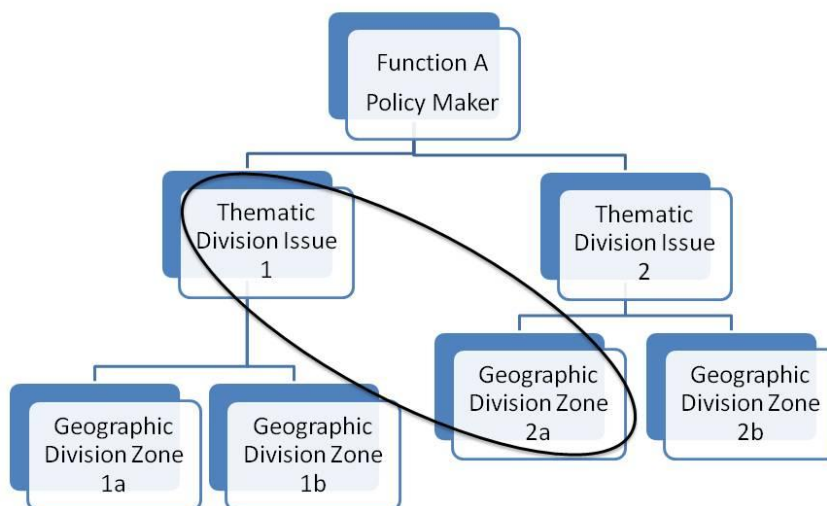 Function A
Policy Maker
Thematic
Division Issue
1
Thematic
Division Issue
2
Geographic
Division Zone
1a
Geographic
Division Zone
1b
Geographic
Division Zone
2a
Geographic
Division Zone
2b